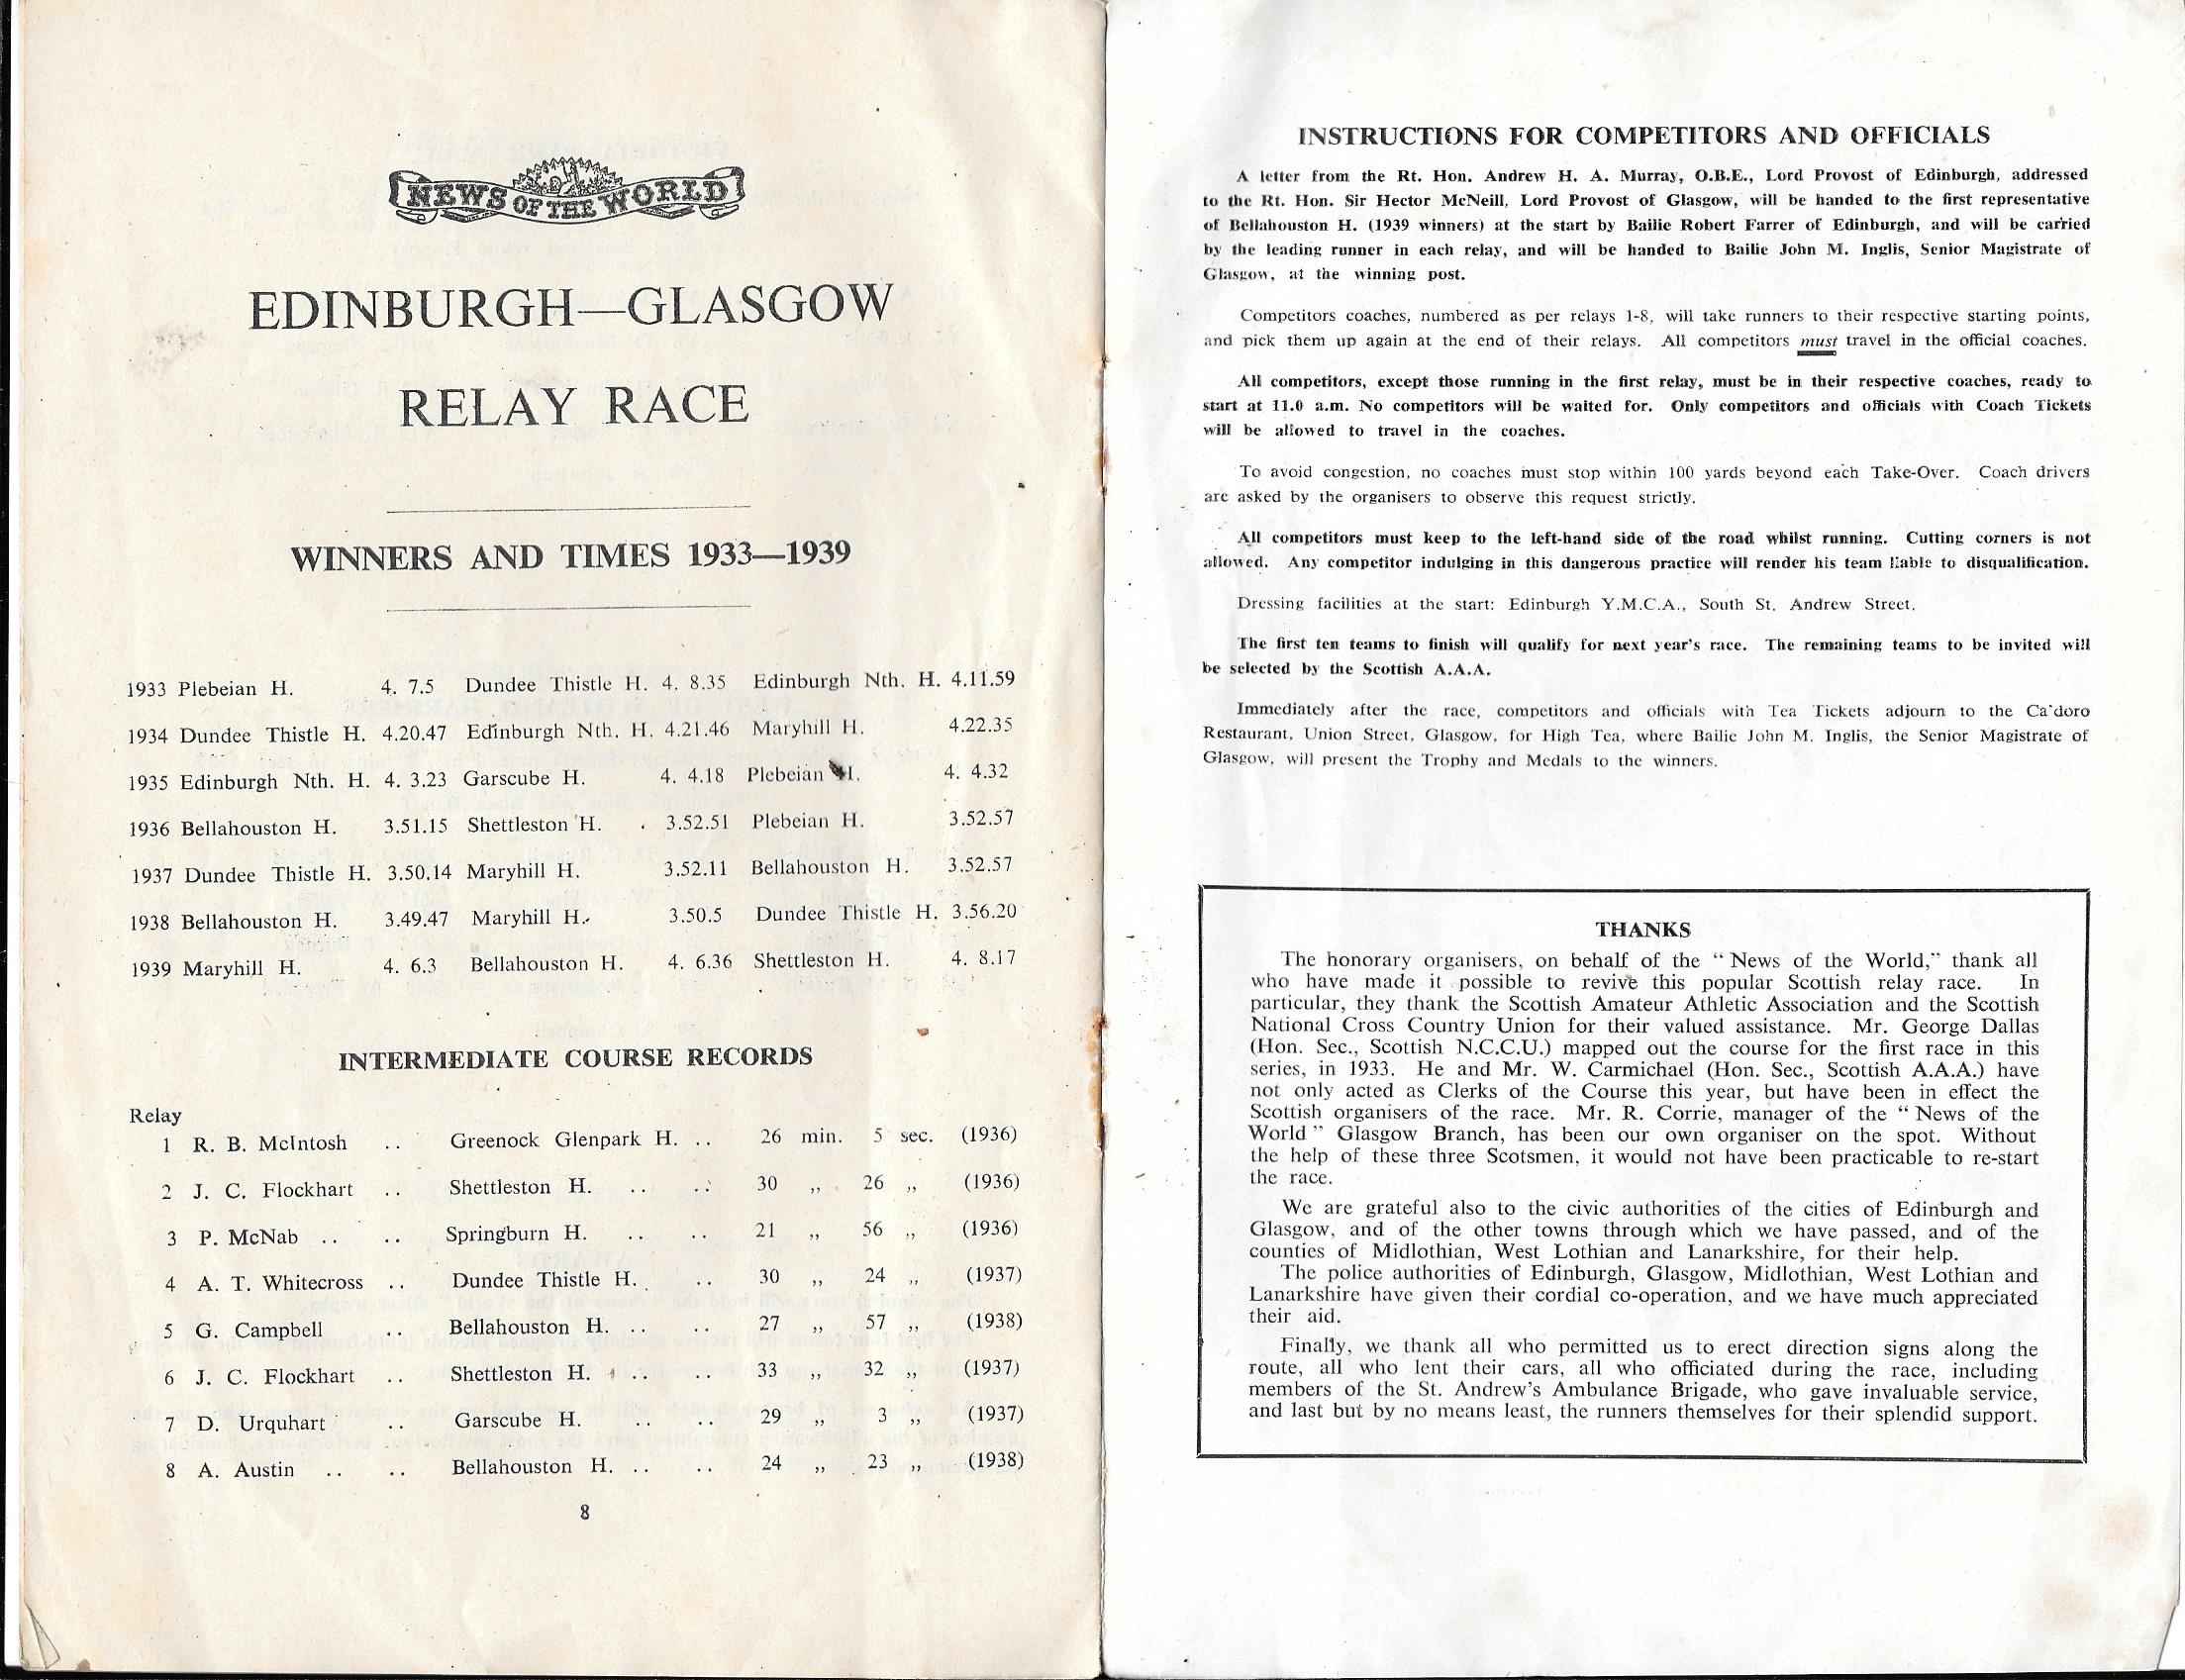 NEWS OF THE WORLD
EDINBURGH—GLASGOW
RELAY RACE
WINNERS AND TIMES 1933—1939
1933 Plebeian H. 4. 7.5 Dundee Thistle H. 4. 8.35 Edinburgh Nth. H. 4.11.59
1934 Dundee Thistle H. 4.20.47 Edinburgh Nth. H. 4.21.46 Maryhill H. 4.22.35
1935 Edinburgh Nth. H. 4. 3.23 Garscube H. 4. 4.18 Plebeian H. 4. 4.32
1936 Bellahouston H. 3.51.15 Shettleston H. 3.52.51 Plebeian H. 3.52.57
1937 Dundee Thistle H. 3.50.14 Maryhill H. 3.52.11 Bellahouston H. 3.52.57
1938 Bellahouston H. 3.49.47 Maryhill H. 3.50.5 Dundee Thistle H. 3.56.20
1939 Maryhill H. 4. 6.3 Bellahouston H. 4. 6.36 Shettleston H. 4. 8.17
INTERMEDIATE COURSE RECORDS
Relay
1 R. B. McIntosh .. Greenock Glenpark H. .. 26 min. 5 sec. (1936)
2 J. C. Flockhart .. Shettleston H. .. .. 30 ,, 26 ,, (1936)
3 P. McNab .. .. Springburn H. .. .. 21 ,, 56 ,, (1936)
4 A. T. Whitecross .. Dundee Thistle H. .. 30 ,, 24 ,, (1937)
5 G. Campbell .. Bellahouston H. .. .. 27 ,, 57 ,, (1938)
6 J. C. Flockhart .. Shettleston H. .. .. 33 ,, 32 ,, (1937)
7 D. Urquhart .. Garscube H. .. .. 29 ,, 3 ,, (1937)
8 A. Austin .. .. Bellahouston H. .. .. 24 ,, 23 ,, (1938)
8
INSTRUCTIONS FOR COMPETITORS AND OFFICIALS
A letter from the Rt. Hon. Andrew H. A. Murray, O.B.E., Lord Provost of Edinburgh, addressed
to the Rt. Hon. Sir Hector McNeill, Lord Provost of Glasgow, will be handed to the first representative
of Bellahouston H. (1939 winners) at the start by Bailie Robert Farrer of Edinburgh, and will be carried
by the leading runner in each relay, and will be handed to Bailie John M. Inglis, Senior Magistrate of
Glasgow, at the winning post.
Competitors coaches, numbered as per relays 1-8, will take runners to their respective starting points,
and pick them up again at the end of their relays. All competitors must travel in the official coaches.
All competitors, except those running in the first relay, must be in their respective coaches, ready to
start at 11.0 a.m. No competitors will be waited for. Only competitors and officials with Coach Tickets
will be allowed to travel in the coaches.
To avoid congestion, no coaches must stop within 100 yards beyond each Take-Over. Coach drivers
are asked by the organisers to observe this request strictly.
All competitors must keep to the left-hand side of the road whilst running. Cutting corners is not
allowed. Any competitor indulging in this dangerous practice will render his team liable to disqualification.
Dressing facilities at the start: Edinburgh Y.M.C.A., South St. Andrew Street.
The first ten teams to finish will qualify for next year's race. The remaining teams to be invited will
be selected by the Scottish A.A.A.
Immediately after the race, competitors and officials with Tea Tickets adjourn to the Ca'doro
Restaurant, Union Street, Glasgow, for High Tea, where Bailie John M. Inglis, the Senior Magistrate of
Glasgow, will present the Trophy and Medals to the winners.
THANKS
The honorary organisers, on behalf of the "News of the World," thank all
who have made it possible to revive this popular Scottish relay race. In
particular, they thank the Scottish Amateur Athletic Association and the Scottish
National Cross Country Union for their valued assistance. Mr. George Dallas
(Hon. Sec., Scottish N.C.C.U.) mapped out the course for the first race in this
series, in 1933. He and Mr. W. Carmichael (Hon. Sec., Scottish A.A.A.) have
not only acted as Clerks of the Course this year, but have been in effect the
Scottish organisers of the race. Mr. R. Corrie, manager of the "News of the
World" Glasgow Branch, has been our own organiser on the spot. Without
the help of these three Scotsmen, it would not have been practicable to re-start
the race.
We are grateful also to the civic authorities of the cities of Edinburgh and
Glasgow, and of the other towns through which we have passed, and of the
counties of Midlothian, West Lothian and Lanarkshire, for their help.
The police authorities of Edinburgh, Glasgow, Midlothian, West Lothian and
Lanarkshire have given their cordial co-operation, and we have much appreciated
their aid.
Finally, we thank all who permitted us to erect direction signs along the
route, all who lent their cars, all who officiated during the race, including
members of the St. Andrew's Ambulance Brigade, who gave invaluable service,
and last but by no means least, the runners themselves for their splendid support.